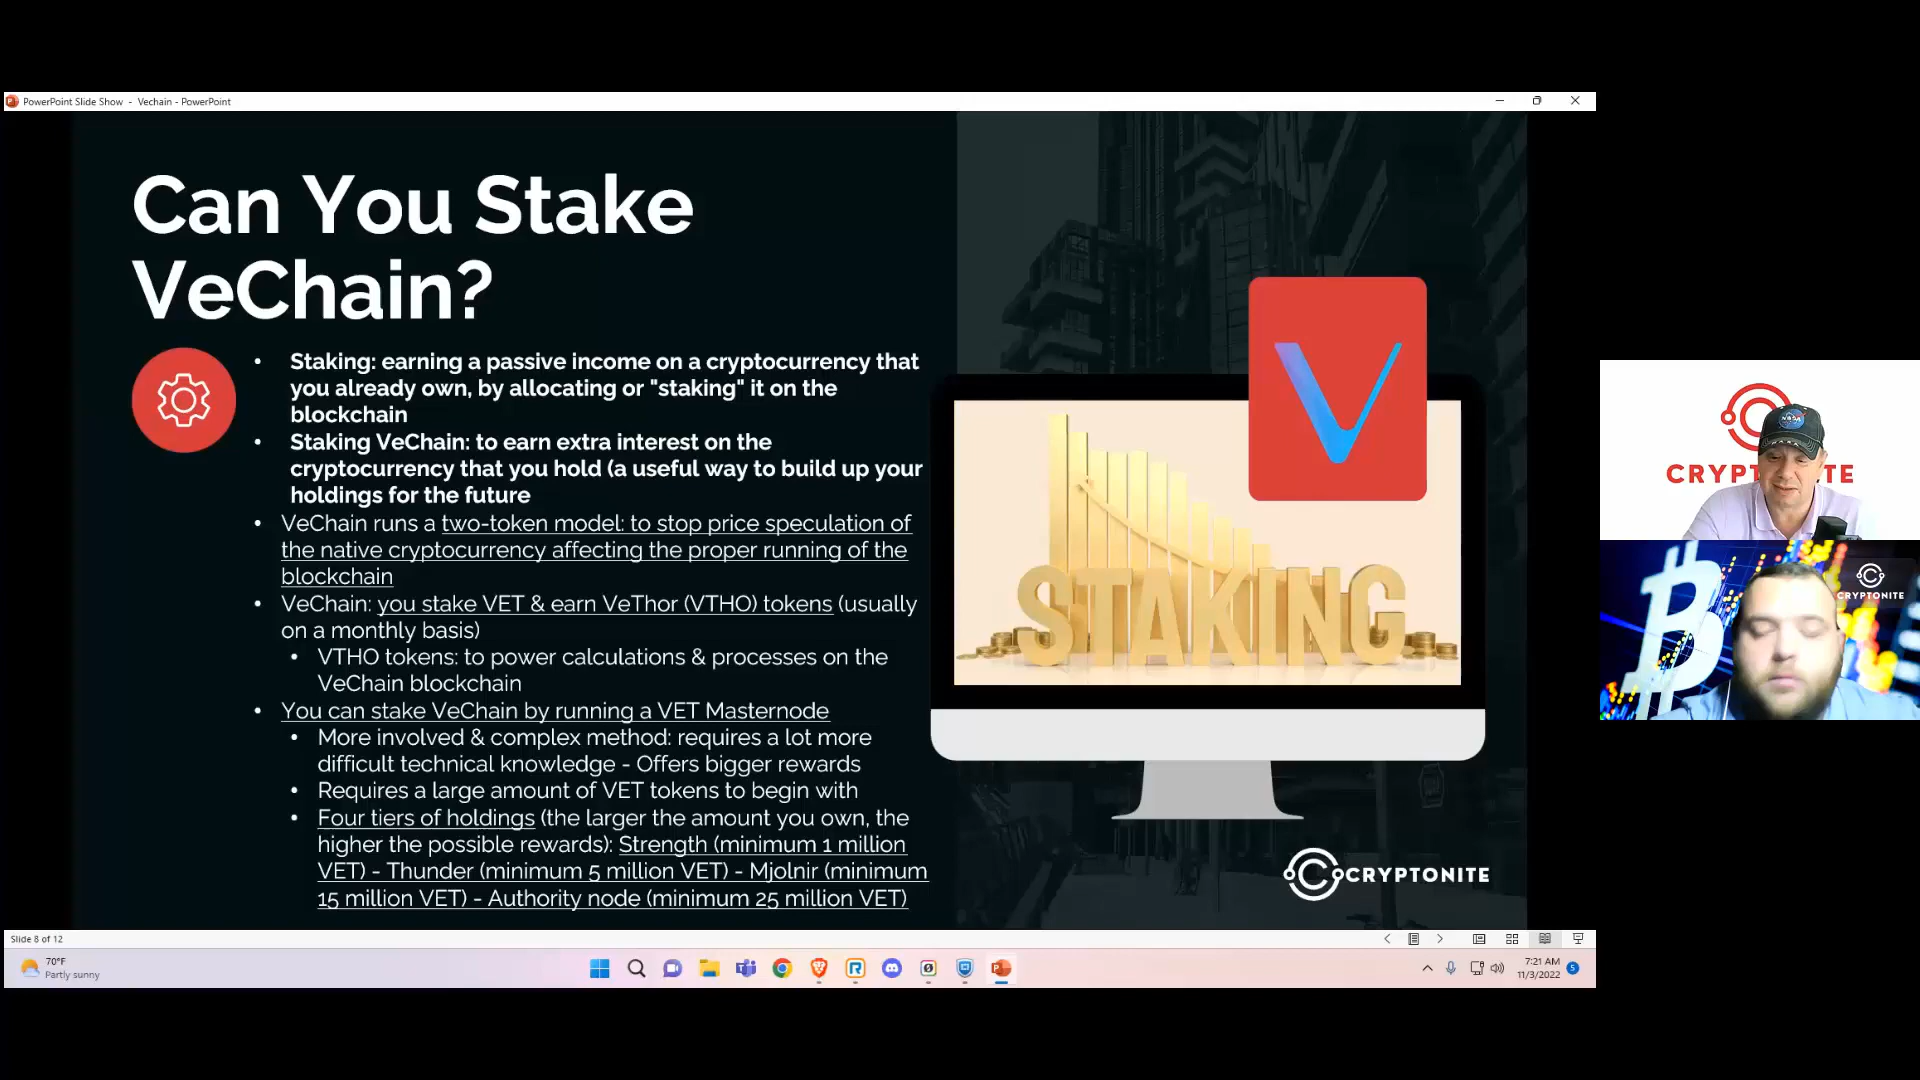 PowerPoint Slide Show - Vechain - PowerPoint
Can You Stake
VeChain?
• Staking: earning a passive income on a cryptocurrency that
you already own, by allocating or "staking" it on the
blockchain
• Staking VeChain: to earn extra interest on the
cryptocurrency that you hold (a useful way to build up your
holdings for the future
• VeChain runs a two-token model: to stop price speculation of
the native cryptocurrency affecting the proper running of the
blockchain
• VeChain: you stake VET & earn VeThor (VTHO) tokens (usually
on a monthly basis)
• VTHO tokens: to power calculations & processes on the
VeChain blockchain
• You can stake VeChain by running a VET Masternode
• More involved & complex method: requires a lot more
difficult technical knowledge - Offers bigger rewards
• Requires a large amount of VET tokens to begin with
• Four tiers of holdings (the larger the amount you own, the
higher the possible rewards): Strength (minimum 1 million
VET) - Thunder (minimum 5 million VET) - Mjolnir (minimum
15 million VET) - Authority node (minimum 25 million VET)
STAKING
CRYPTONITE
NASA
CRYPT TE
CRYPTONITE
Slide 8 of 12
70°F
Partly sunny
7:21 AM
11/3/2022
5